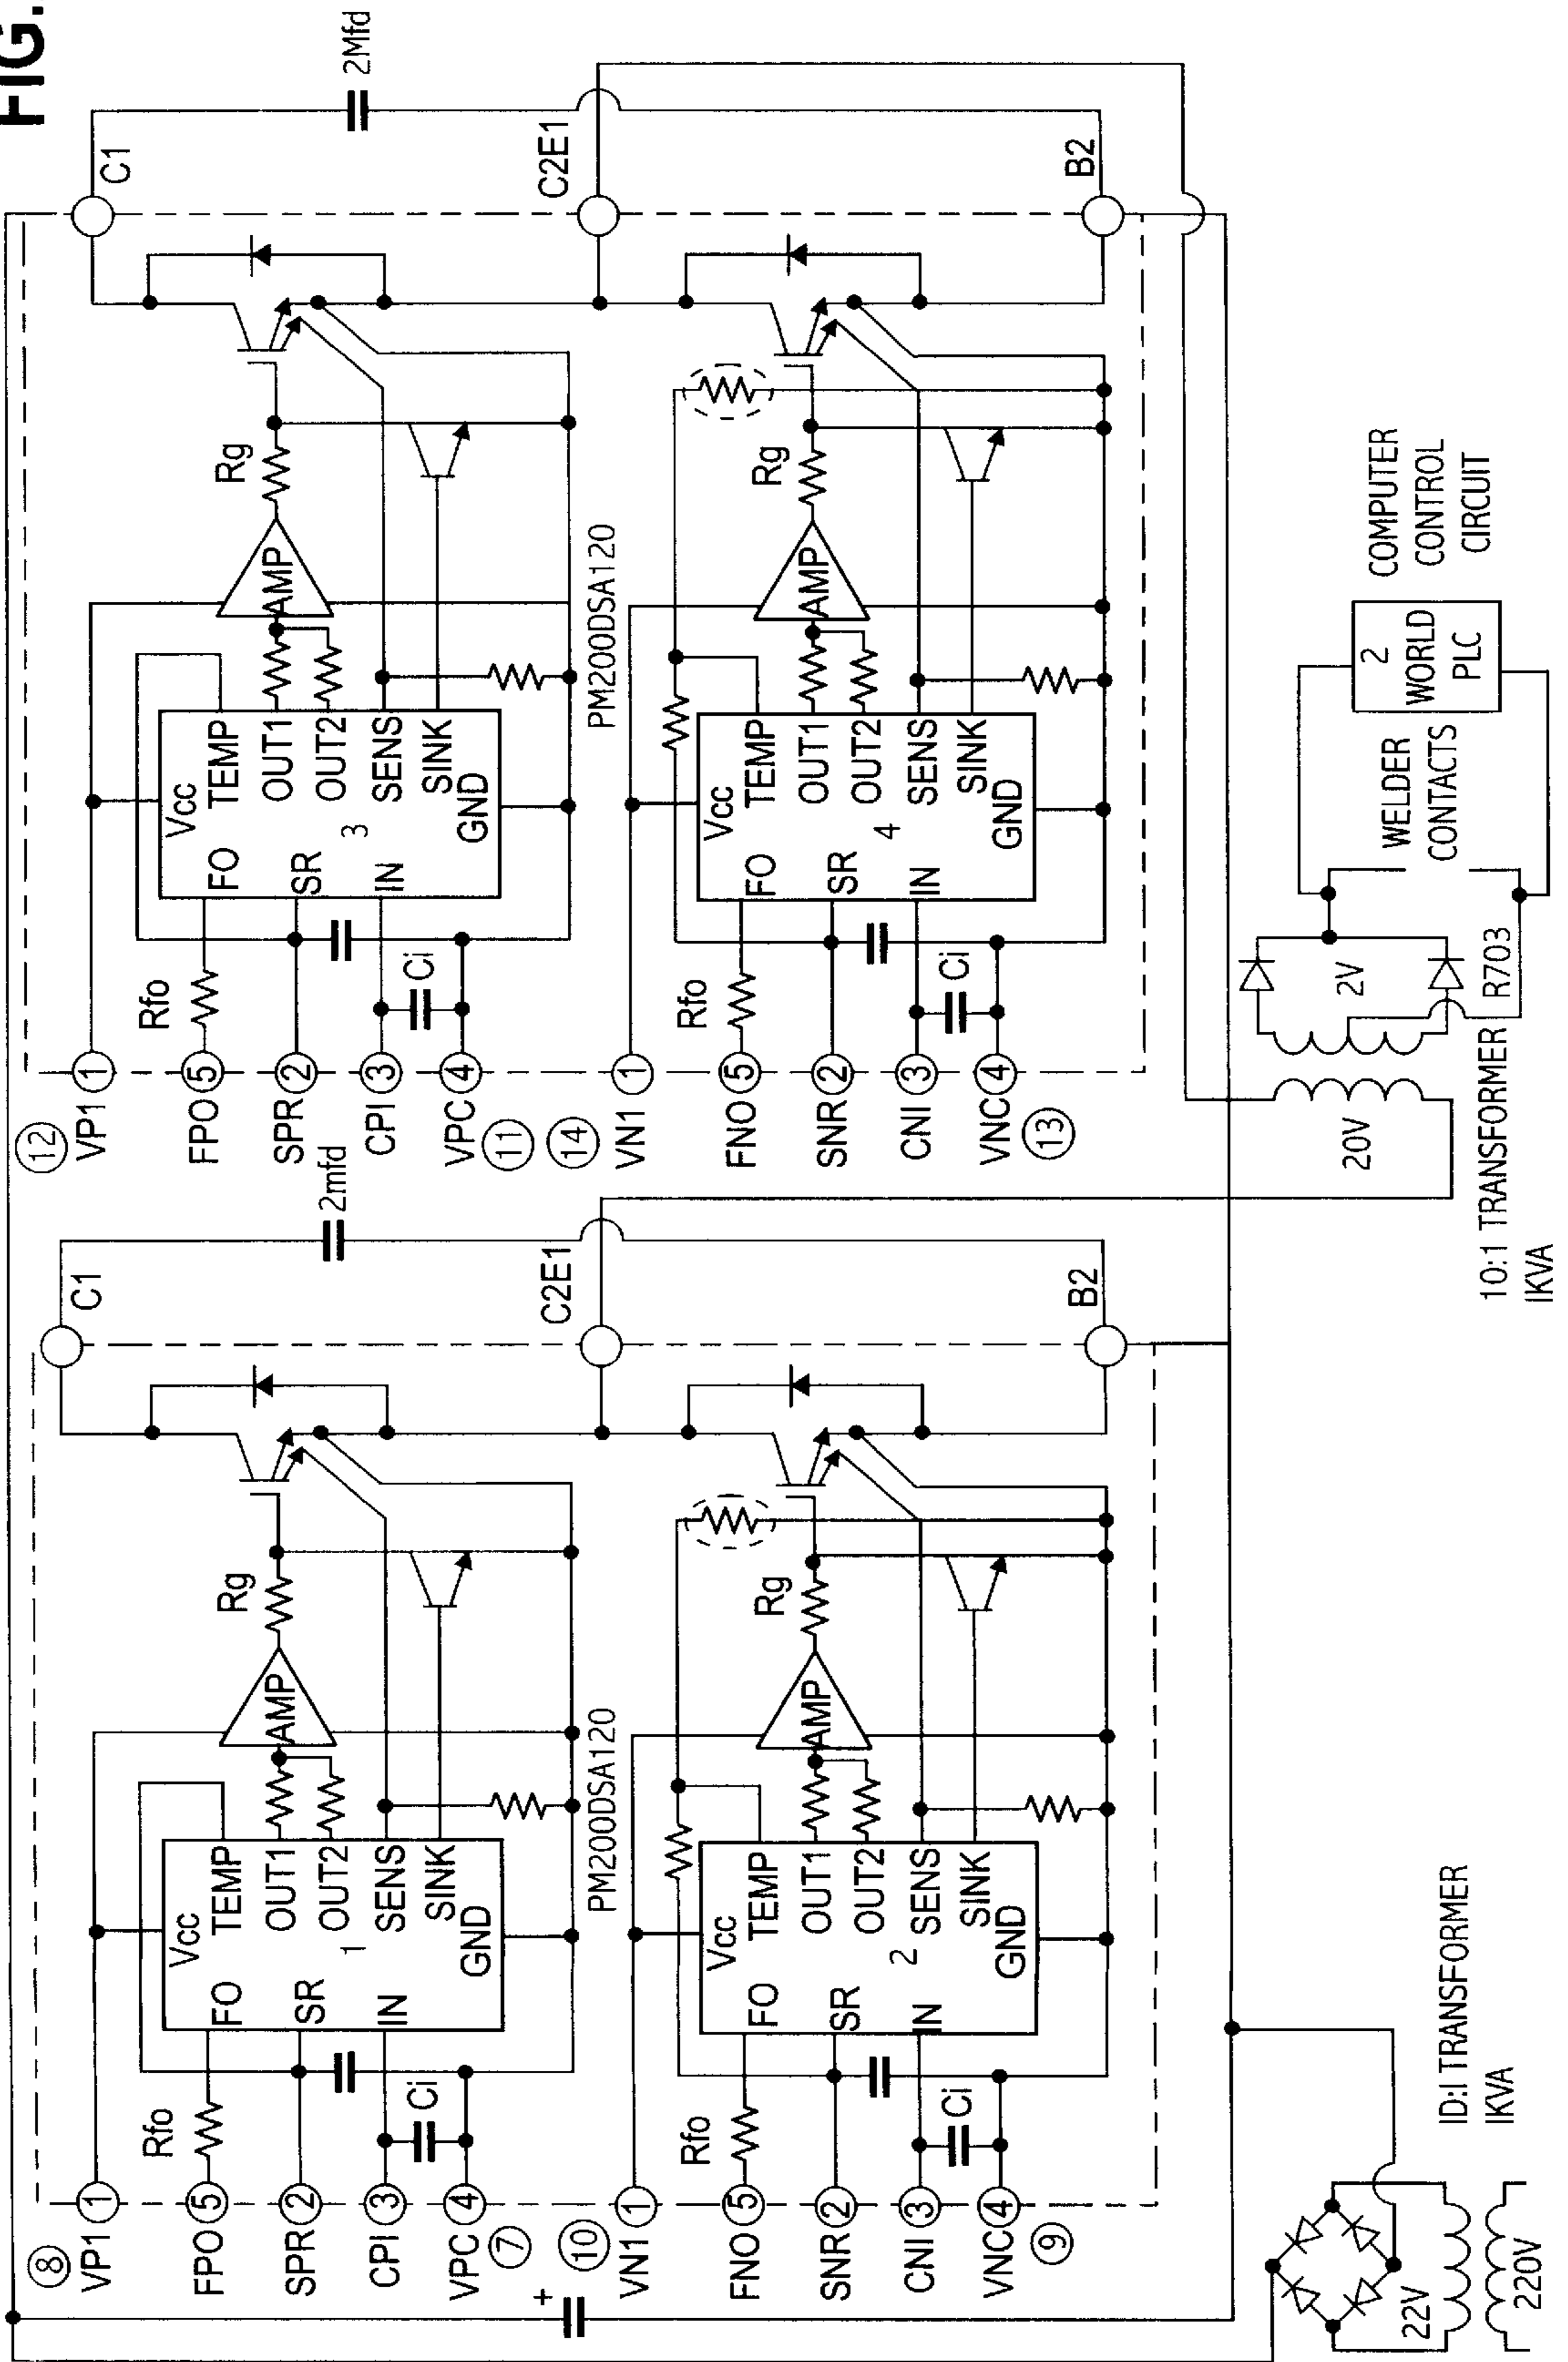 FIG.
C1
2Mfd
C2E1
B2
12
VP1
1
FPO
5
SPR
2
CPI
3
VPC
4
11
Rfo
Ci
Vcc
TEMP
FO
OUT1
SR
OUT2
3
SENS
IN
SINK
GND
AMP
Rg
PM200DSA120
14
VN1
1
FNO
5
SNR
2
CNI
3
VNC
4
13
Rfo
Ci
Vcc
TEMP
FO
OUT1
SR
OUT2
4
SENS
IN
SINK
GND
AMP
Rg
C1
2mfd
C2E1
B2
8
VP1
1
FPO
5
SPR
2
CPI
3
VPC
4
7
Rfo
Ci
Vcc
TEMP
FO
OUT1
SR
OUT2
1
SENS
IN
SINK
GND
AMP
Rg
PM200DSA120
10
VN1
1
FNO
5
SNR
2
CNI
3
VNC
4
9
Rfo
Ci
Vcc
TEMP
FO
OUT1
SR
OUT2
2
SENS
IN
SINK
GND
AMP
Rg
+
22V
220V
ID:I TRANSFORMER
IKVA
20V
10:1 TRANSFORMER
IKVA
2V
R703
WELDER
CONTACTS
2
WORLD
PLC
COMPUTER
CONTROL
CIRCUIT